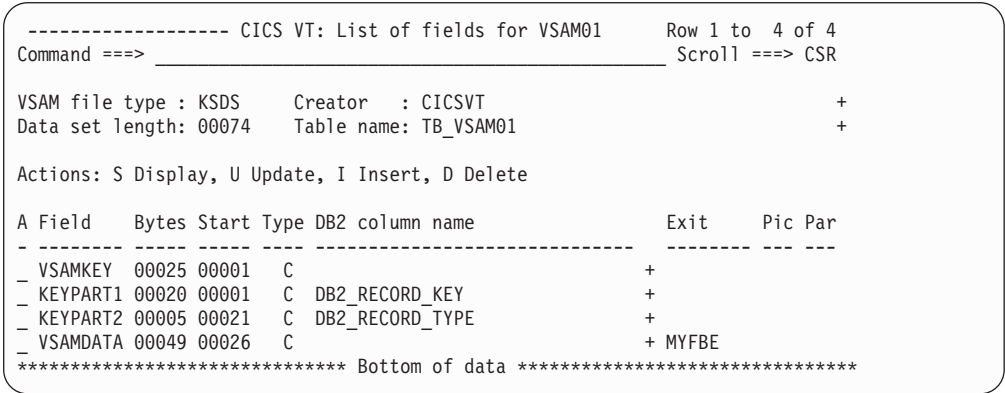 ------------------- CICS VT: List of fields for VSAM01      Row 1 to  4 of 4
Command ===> ________________________________________________ Scroll ===> CSR
VSAM file type : KSDS    Creator   : CICSVT                                  +
Data set length: 00074   Table name: TB_VSAM01                               +
Actions: S Display, U Update, I Insert, D Delete
A Field    Bytes Start Type DB2 column name                  Exit     Pic Par
- -------- ----- ----- ---- ------------------------------   -------- --- ---
_ VSAMKEY  00025 00001  C                                  +
_ KEYPART1 00020 00001  C  DB2_RECORD_KEY                  +
_ KEYPART2 00005 00021  C  DB2_RECORD_TYPE                 +
_ VSAMDATA 00049 00026  C                                  + MYFBE
******************************* Bottom of data ********************************